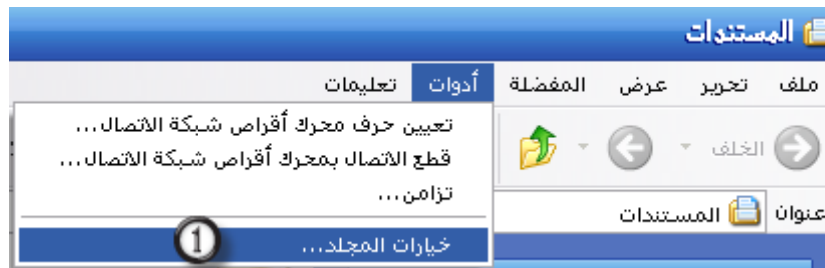 المستندات
ملف تحرير عرض المفضلة أدوات تعليمات
تعيين حرف محرك أقراص شبكة الاتصال...
قطع الاتصال بمحرك أقراص شبكة الاتصال...
تزامن...
خيارات المجلد... 1
الخلف
عنوان المستندات